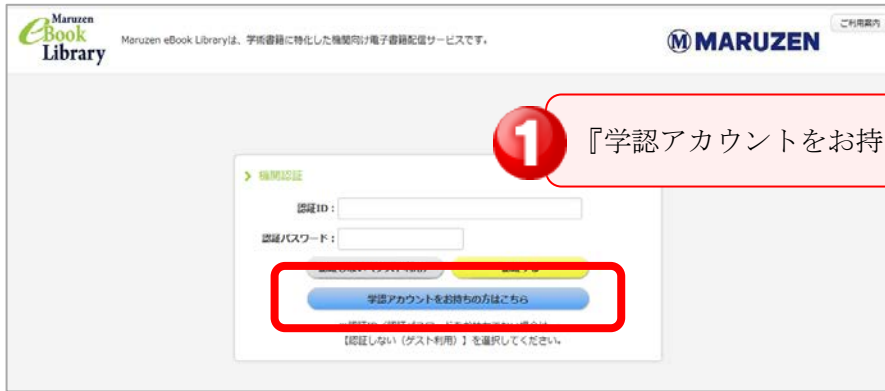 Maruzen
eBook
Library
Maruzen eBook Libraryは、学術書籍に特化した機関向け電子書籍配信サービスです。
M MARUZEN
ご利用案内
1
『学認アカウントをお持
> 機関認証
認証ID：
認証パスワード：
学認アカウントをお持ちの方はこちら
【認証しない（ゲスト利用）】を選択してください。